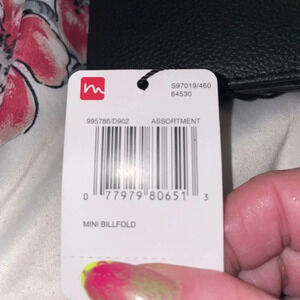 m
S97019/460
64530
995786/D902 ASSORTMENT
0 77979 80651 3
MINI BILLFOLD